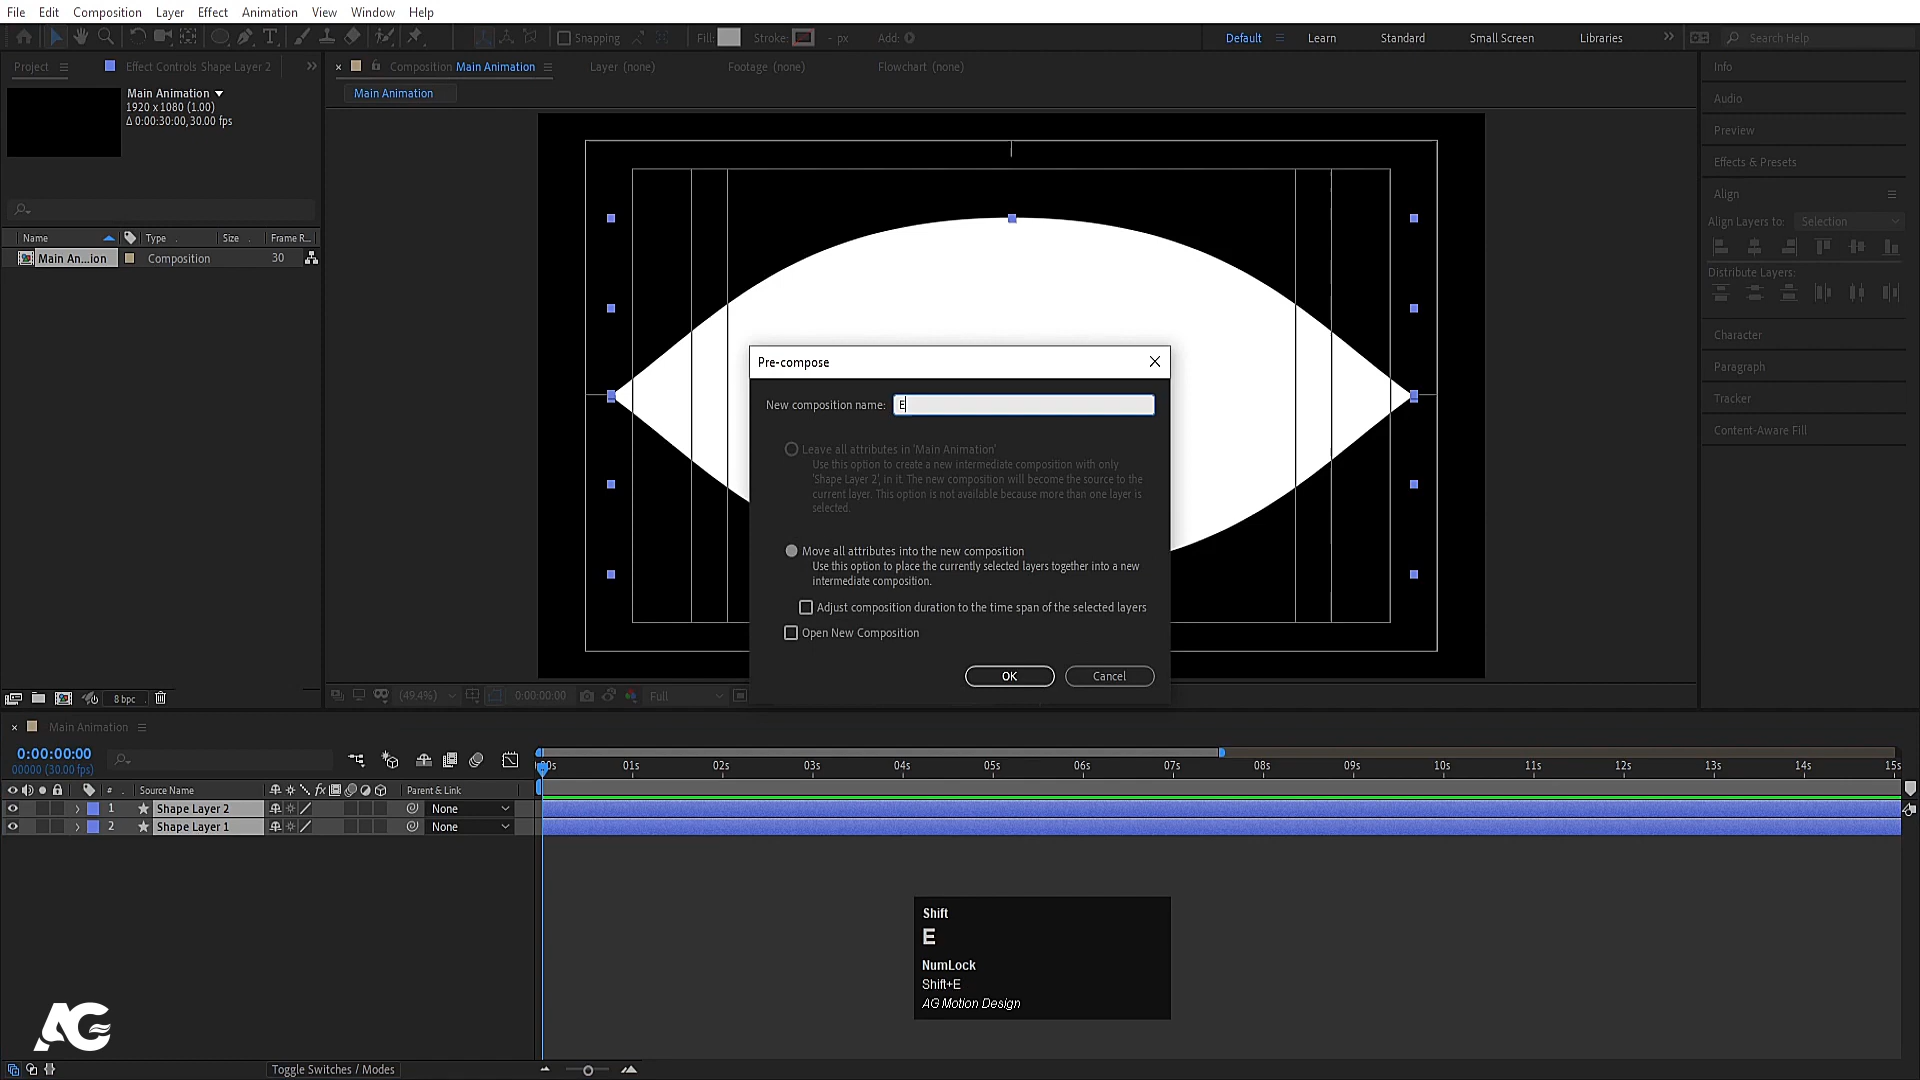 File Edit Composition Layer Effect Animation View Window Help
Snapping Fill: Stroke: - px Add: Default Learn Standard Small Screen Libraries Search Help
Project Effect Controls Shape Layer 2
Composition Main Animation Layer (none) Footage (none) Flowchart (none)
Main Animation
Main Animation
1920 x 1080 (1.00)
Δ 0:00:30:00, 30.00 fps
Name Type Size Frame R...
Main An...ion Composition 30
8 bpc
Info
Audio
Preview
Effects & Presets
Align
Align Layers to: Selection
Distribute Layers:
Character
Paragraph
Tracker
Content-Aware Fill
Pre-compose
New composition name: E
Leave all attributes in 'Main Animation'
Use this option to create a new intermediate composition with only
'Shape Layer 2', in it. The new composition will become the source to the
current layer. This option is not available because more than one layer is
selected.
Move all attributes into the new composition
Use this option to place the currently selected layers together into a new
intermediate composition.
Adjust composition duration to the time span of the selected layers
Open New Composition
OK Cancel
(49.4%) 0:00:00:00 Full
Main Animation
0:00:00:00
00000 (30.00 fps)
00s 01s 02s 03s 04s 05s 06s 07s 08s 09s 10s 11s 12s 13s 14s 15s
# Source Name fx Parent & Link
1 Shape Layer 2 None
2 Shape Layer 1 None
Shift
E
NumLock
Shift+E
AG Motion Design
AG
Toggle Switches / Modes